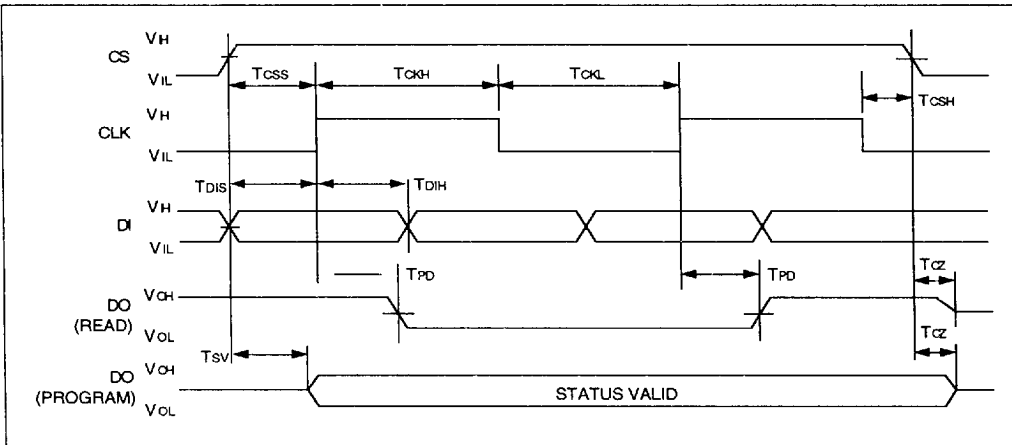 CS
VIH
VIL
TCSS
TCKH
TCKL
TCSH
CLK
VIH
VIL
TDIS
TDIH
DI
VIH
VIL
TPD
TPD
TCZ
DO
(READ)
VOH
VOL
TSV
TCZ
DO
(PROGRAM)
VOH
VOL
STATUS VALID